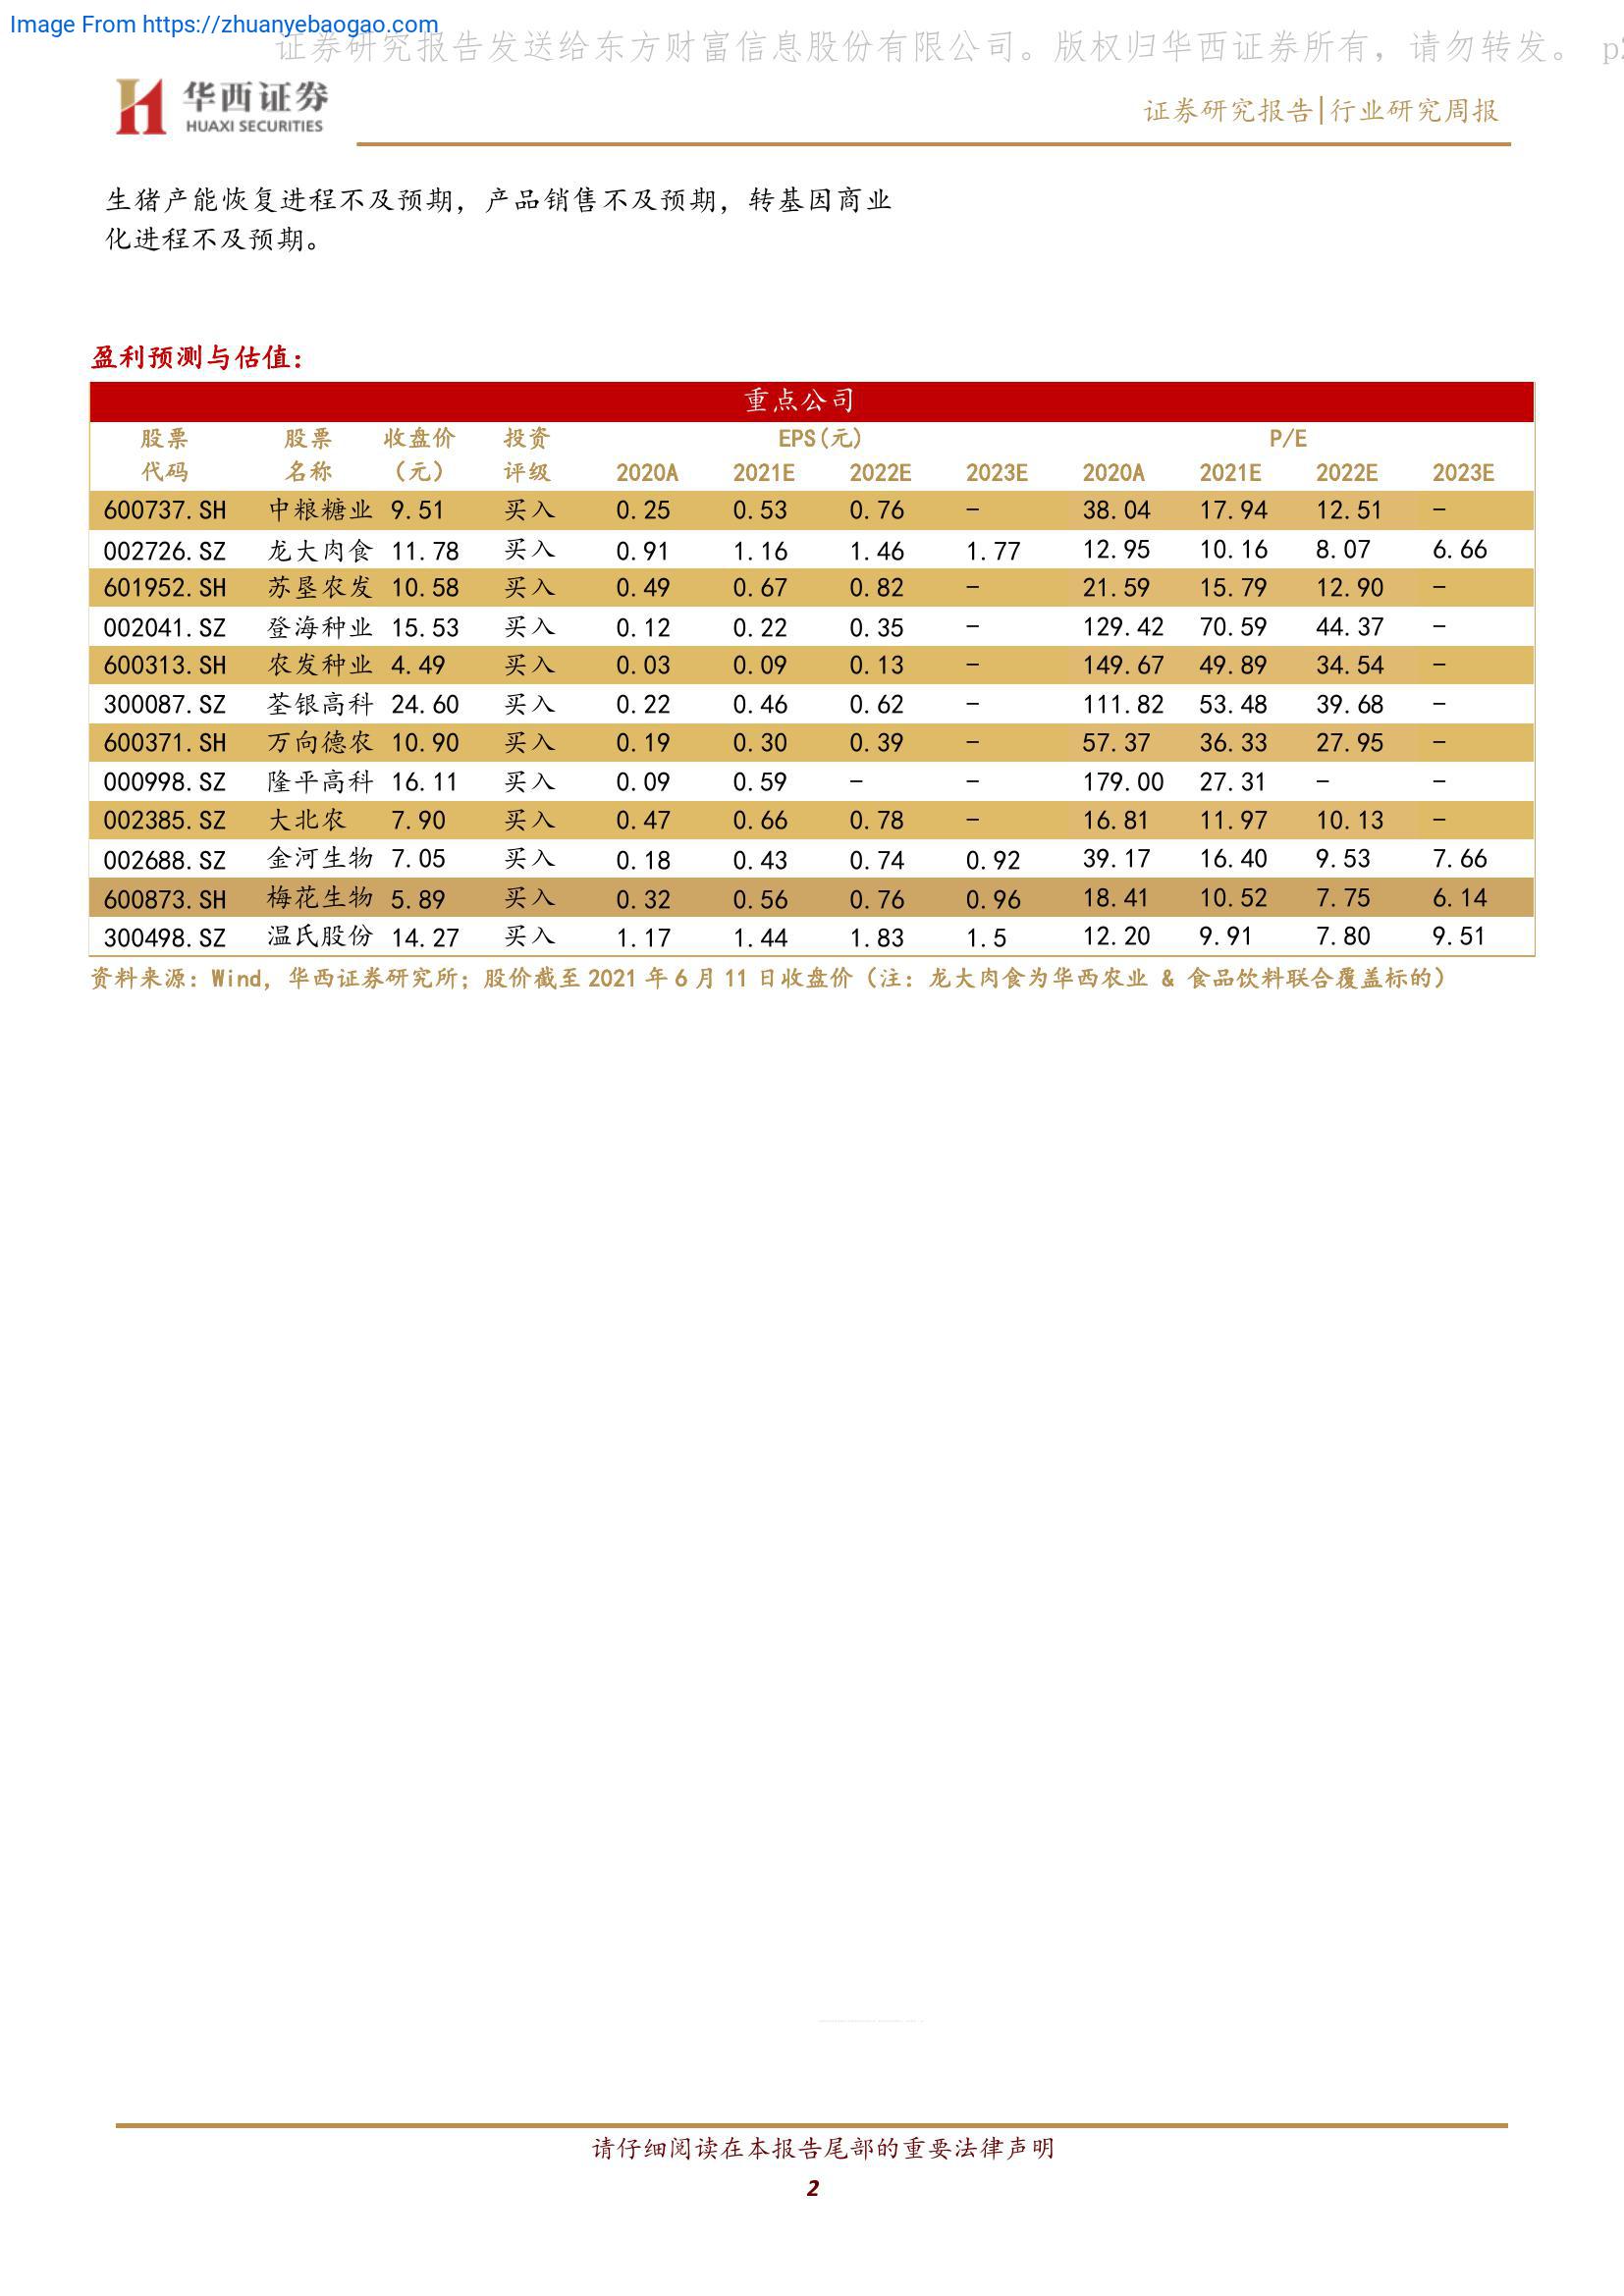 Image From https://zhuanyebaogao.com
证券研究报告发送给东方财富信息股份有限公司。版权归华西证券所有，请勿转发。 p2
华西证券
HUAXI SECURITIES
证券研究报告|行业研究周报
生猪产能恢复进程不及预期，产品销售不及预期，转基因商业
化进程不及预期。
盈利预测与估值：
重点公司
股票 股票 收盘价 投资 EPS(元) P/E
代码 名称 （元） 评级 2020A 2021E 2022E 2023E 2020A 2021E 2022E 2023E
600737.SH 中粮糖业 9.51 买入 0.25 0.53 0.76 - 38.04 17.94 12.51 -
002726.SZ 龙大肉食 11.78 买入 0.91 1.16 1.46 1.77 12.95 10.16 8.07 6.66
601952.SH 苏垦农发 10.58 买入 0.49 0.67 0.82 - 21.59 15.79 12.90 -
002041.SZ 登海种业 15.53 买入 0.12 0.22 0.35 - 129.42 70.59 44.37 -
600313.SH 农发种业 4.49 买入 0.03 0.09 0.13 - 149.67 49.89 34.54 -
300087.SZ 荃银高科 24.60 买入 0.22 0.46 0.62 - 111.82 53.48 39.68 -
600371.SH 万向德农 10.90 买入 0.19 0.30 0.39 - 57.37 36.33 27.95 -
000998.SZ 隆平高科 16.11 买入 0.09 0.59 - - 179.00 27.31 - -
002385.SZ 大北农 7.90 买入 0.47 0.66 0.78 - 16.81 11.97 10.13 -
002688.SZ 金河生物 7.05 买入 0.18 0.43 0.74 0.92 39.17 16.40 9.53 7.66
600873.SH 梅花生物 5.89 买入 0.32 0.56 0.76 0.96 18.41 10.52 7.75 6.14
300498.SZ 温氏股份 14.27 买入 1.17 1.44 1.83 1.5 12.20 9.91 7.80 9.51
资料来源：Wind，华西证券研究所；股价截至 2021 年 6 月 11 日收盘价（注：龙大肉食为华西农业 & 食品饮料联合覆盖标的）
请仔细阅读在本报告尾部的重要法律声明
2